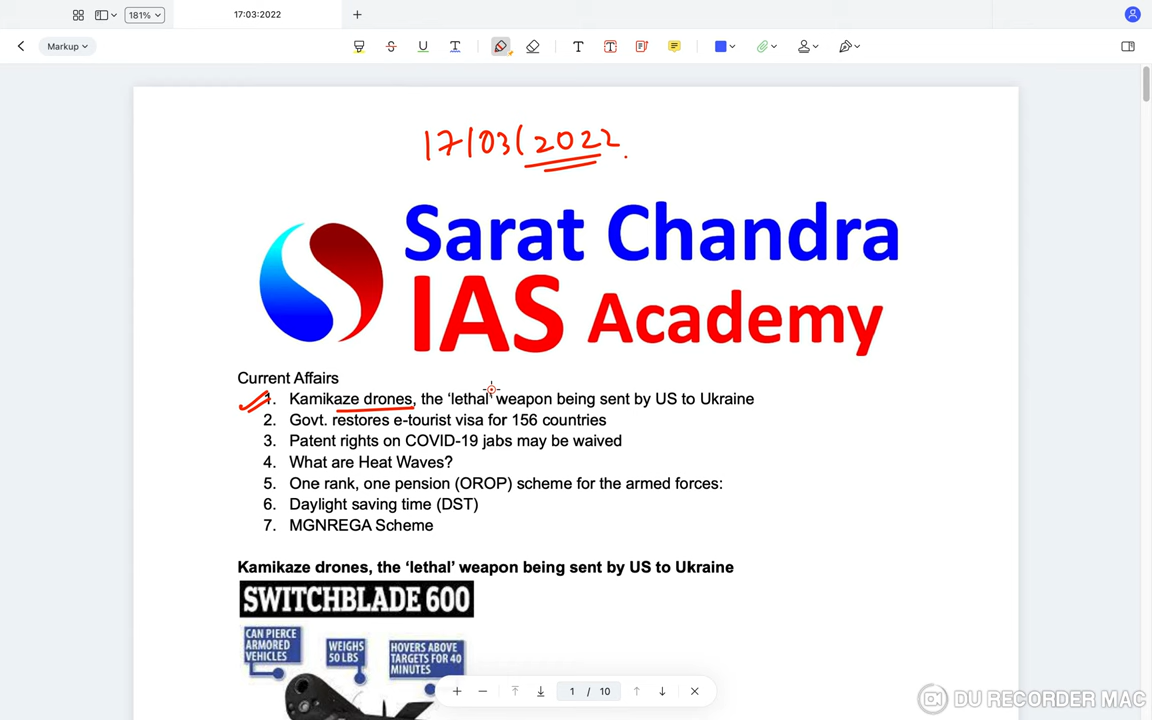 181%
17:03:2022
+
Markup
17/03/2022.
Sarat Chandra
IAS Academy
Current Affairs
1. Kamikaze drones, the ‘lethal’ weapon being sent by US to Ukraine
2. Govt. restores e-tourist visa for 156 countries
3. Patent rights on COVID-19 jabs may be waived
4. What are Heat Waves?
5. One rank, one pension (OROP) scheme for the armed forces:
6. Daylight saving time (DST)
7. MGNREGA Scheme
Kamikaze drones, the ‘lethal’ weapon being sent by US to Ukraine
SWITCHBLADE 600
CAN PIERCE ARMORED VEHICLES
WEIGHS 50 LBS
HOVERS ABOVE TARGETS FOR 40 MINUTES
1 / 10
DU RECORDER MAC